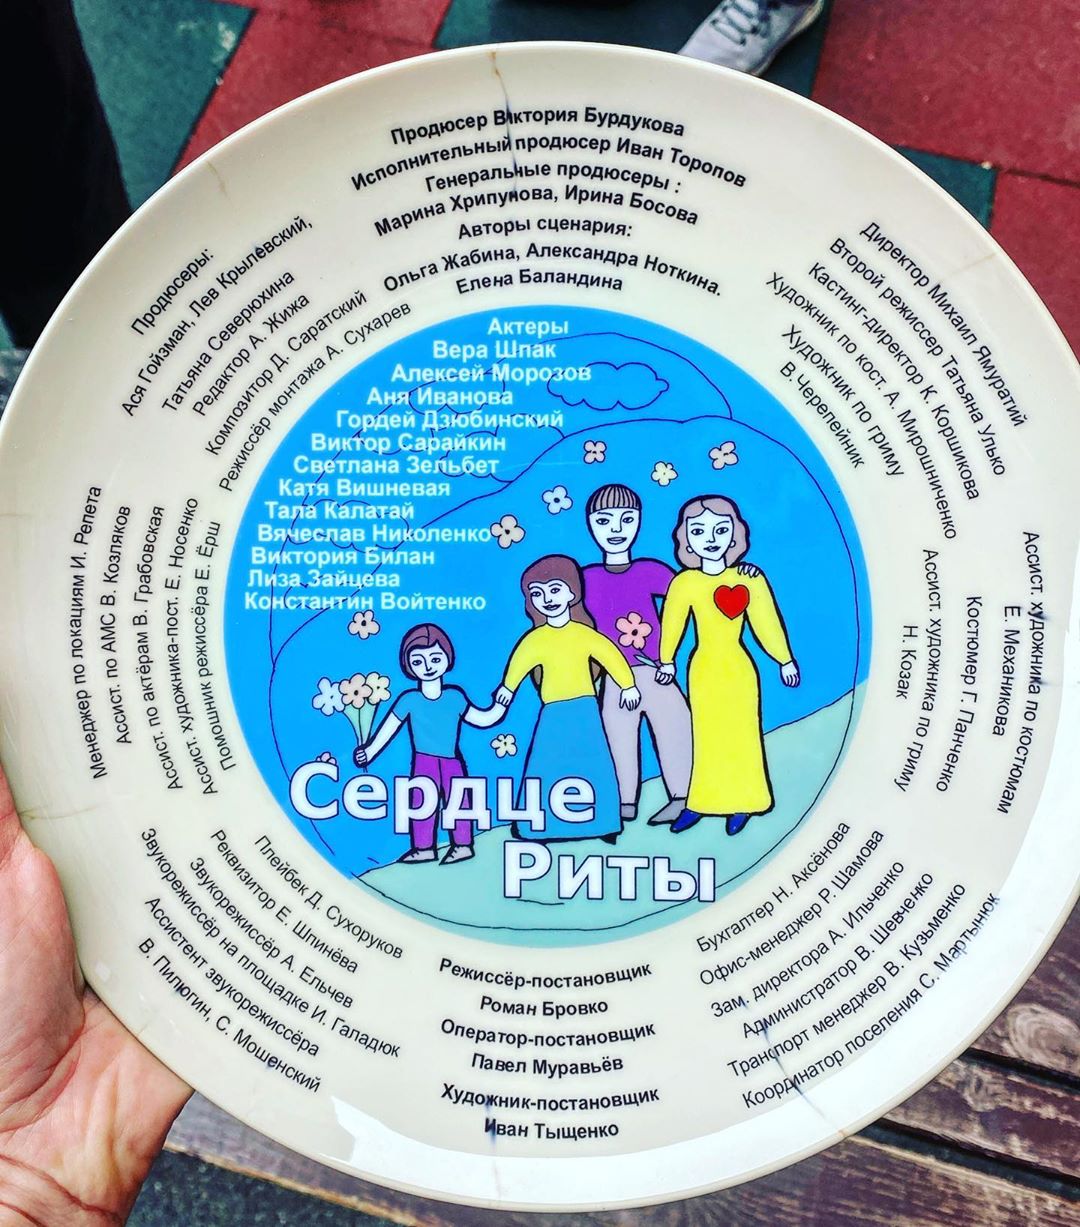 Продюсер Виктория Бурдукова
Исполнительный продюсер Иван Торопов
Генеральные продюсеры :
Марина Хрипунова, Ирина Босова
Авторы сценария:
Ольга Жабина, Александра Ноткина.
Елена Баландина
Продюсеры:
Ася Гойзман, Лев Крылевский,
Татьяна Северюхина
Редактор А. Жижа
Композитор Д. Саратский
Режиссёр монтажа А. Сухарев
Директор Михаил Ямуратий
Второй режиссер Татьяна Улько
Кастинг-директор К. Коршикова
Художник по кост. А. Мирошниченко
Художник по гриму
В. Черепейник
Актеры
Вера Шпак
Алексей Морозов
Аня Иванова
Гордей Дзюбинский
Виктор Сарайкин
Светлана Зельбет
Катя Вишневая
Тала Калатай
Вячеслав Николенко
Виктория Билан
Лиза Зайцева
Константин Войтенко
Менеджер по локациям И. Репета
Ассист. по АМС В. Козляков
Ассист. по актёрам В. Грабовская
Ассист. художника-пост. Е. Носенко
Помошник режиссёра Е. Ёрш
Ассист. художника по костюмам
Е. Механикова
Костюмер Г. Панченко
Ассист. художника по гриму
Н. Козак
Сердце
Риты
Плейбек Д. Сухоруков
Реквизитор Е. Шпинёва
Звукорежиссёр А. Ельчев
Звукорежиссёр на площадке И. Галадюк
Ассистент звукорежиссёра
В. Пилюгин, С. Мошенский
Режиссёр-постановщик
Роман Бровко
Оператор-постановщик
Павел Муравьёв
Художник-постановщик
Иван Тыщенко
Бухгалтер Н. Аксёнова
Офис-менеджер Р. Шамова
Зам. директора А. Ильченко
Администратор В. Шевченко
Транспорт менеджер В. Кузьменко
Координатор поселения С. Мартынюк